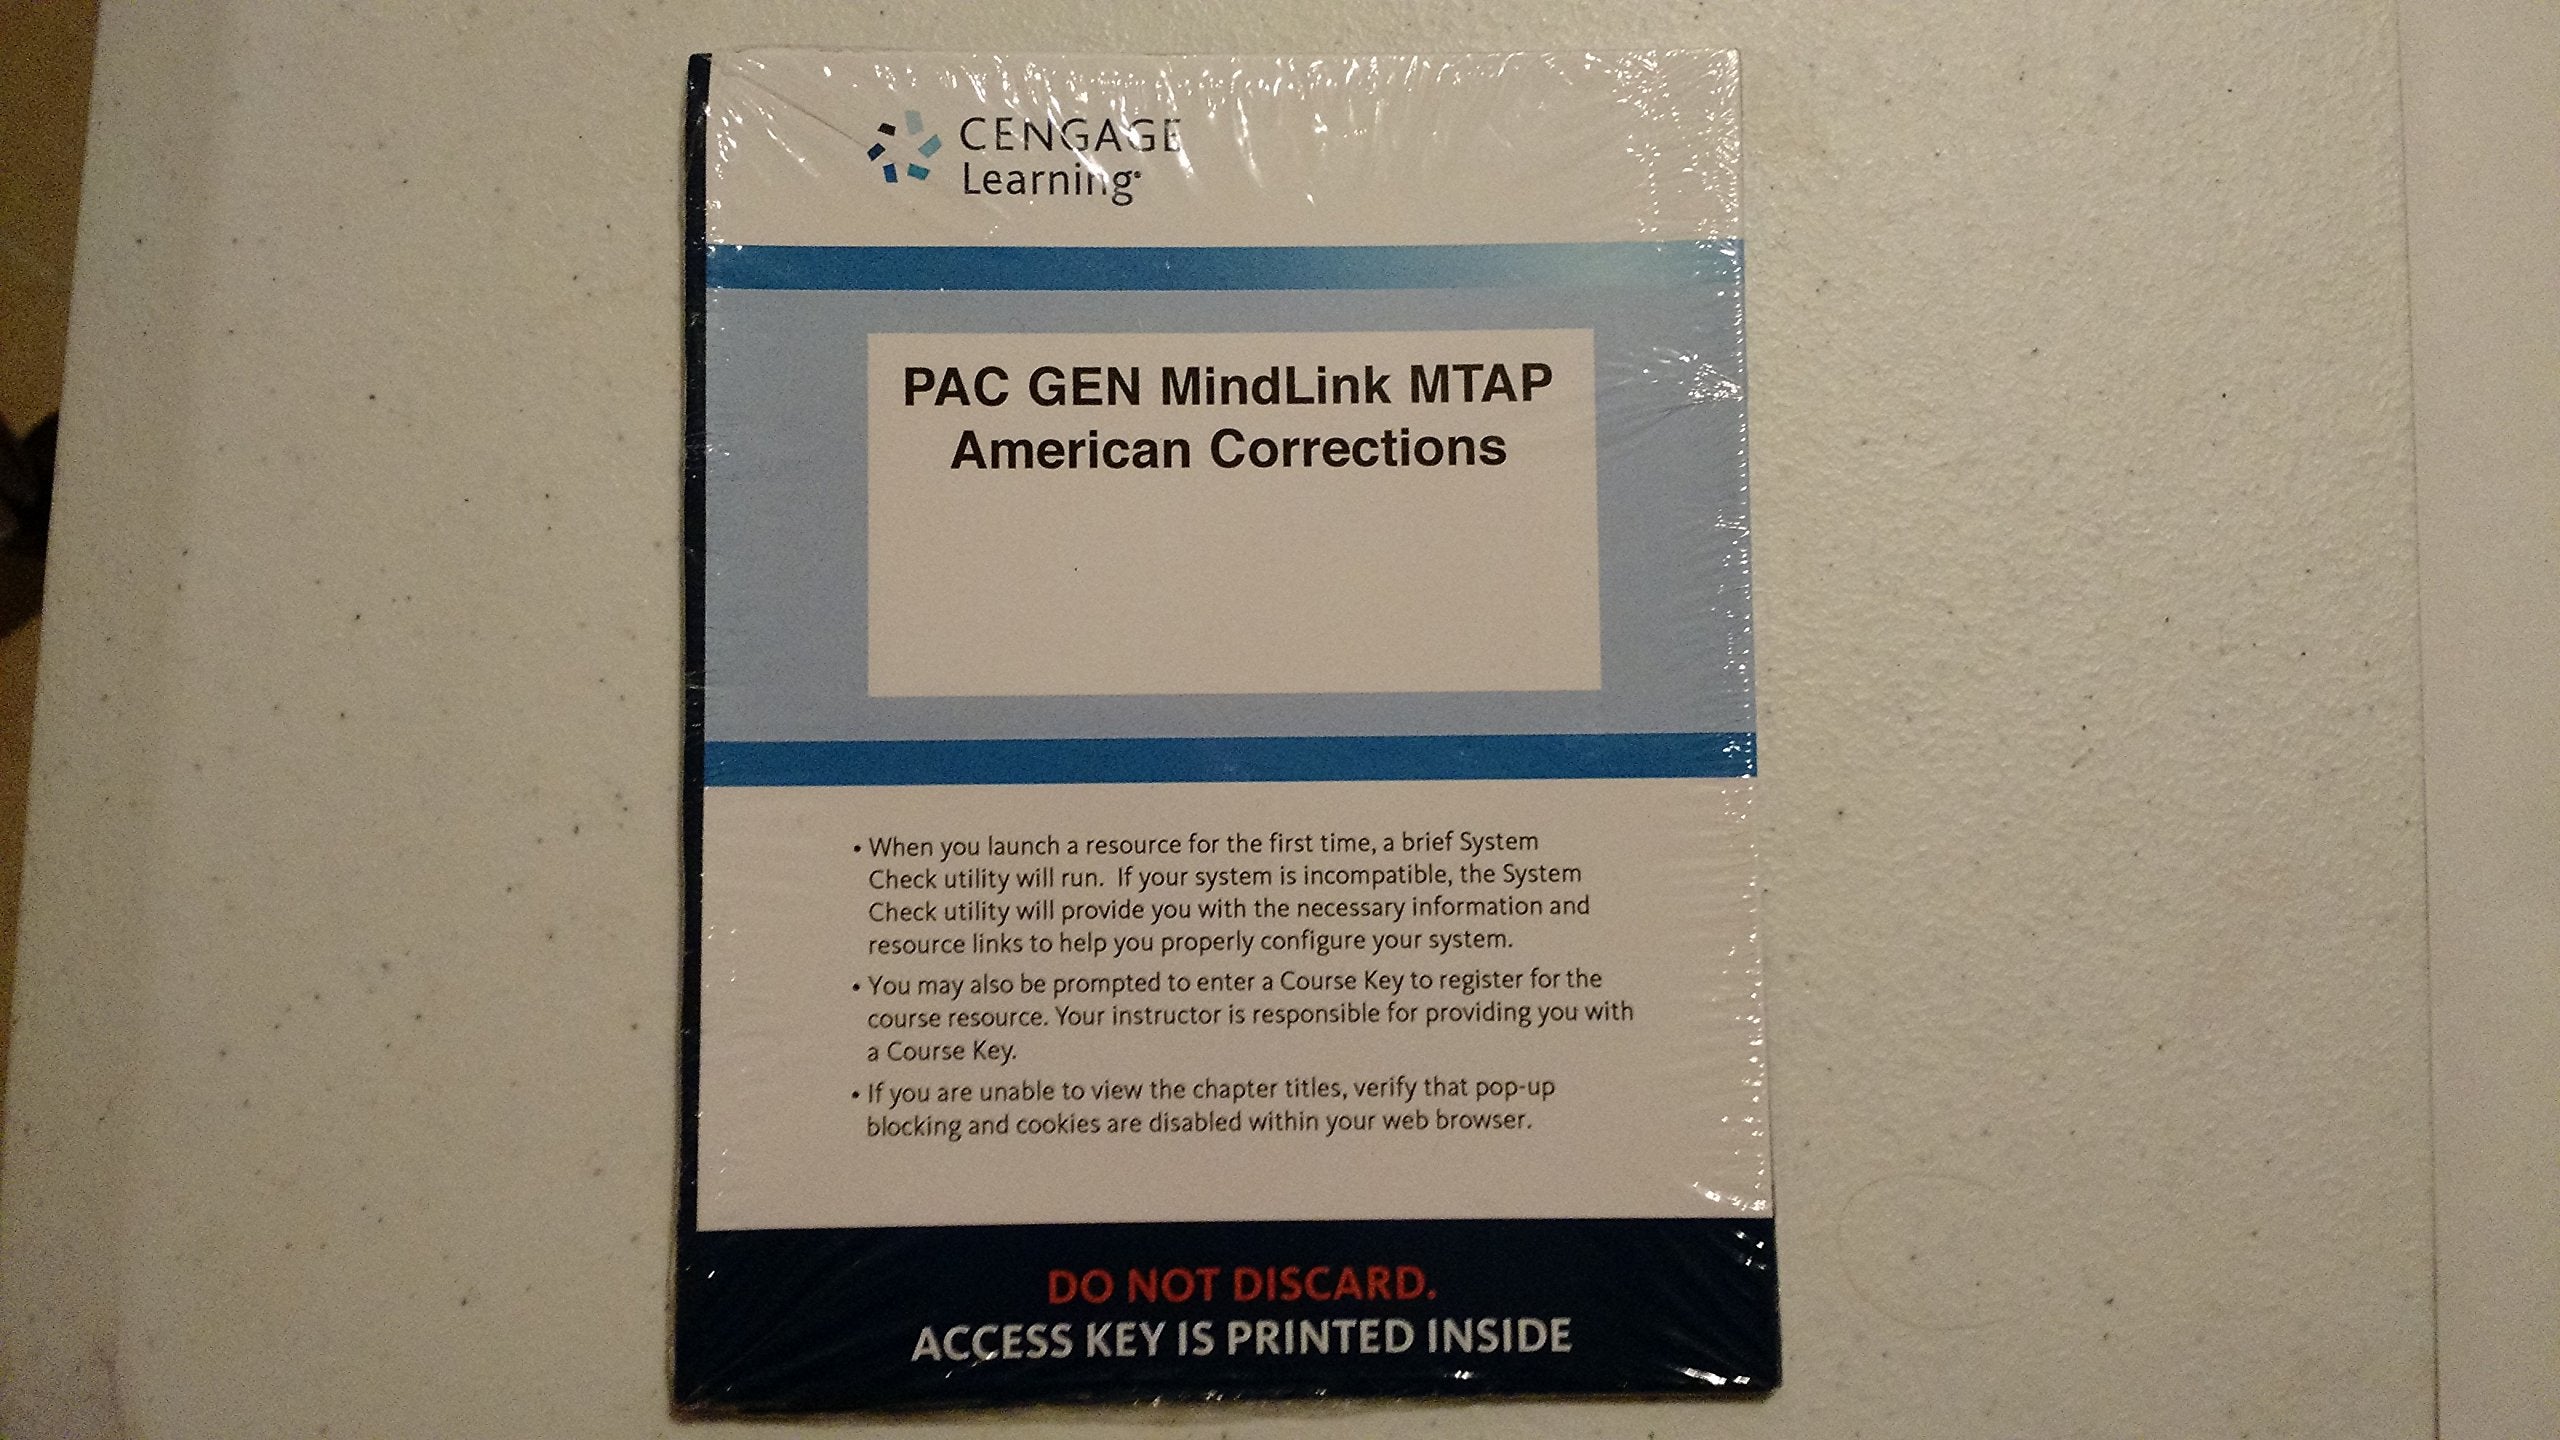 CENGAGE
Learning®
PAC GEN MindLink MTAP
American Corrections
• When you launch a resource for the first time, a brief System
Check utility will run.  If your system is incompatible, the System
Check utility will provide you with the necessary information and
resource links to help you properly configure your system.
• You may also be prompted to enter a Course Key to register for the
course resource. Your instructor is responsible for providing you with
a Course Key.
• If you are unable to view the chapter titles, verify that pop-up
blocking and cookies are disabled within your web browser.
DO NOT DISCARD.
ACCESS KEY IS PRINTED INSIDE